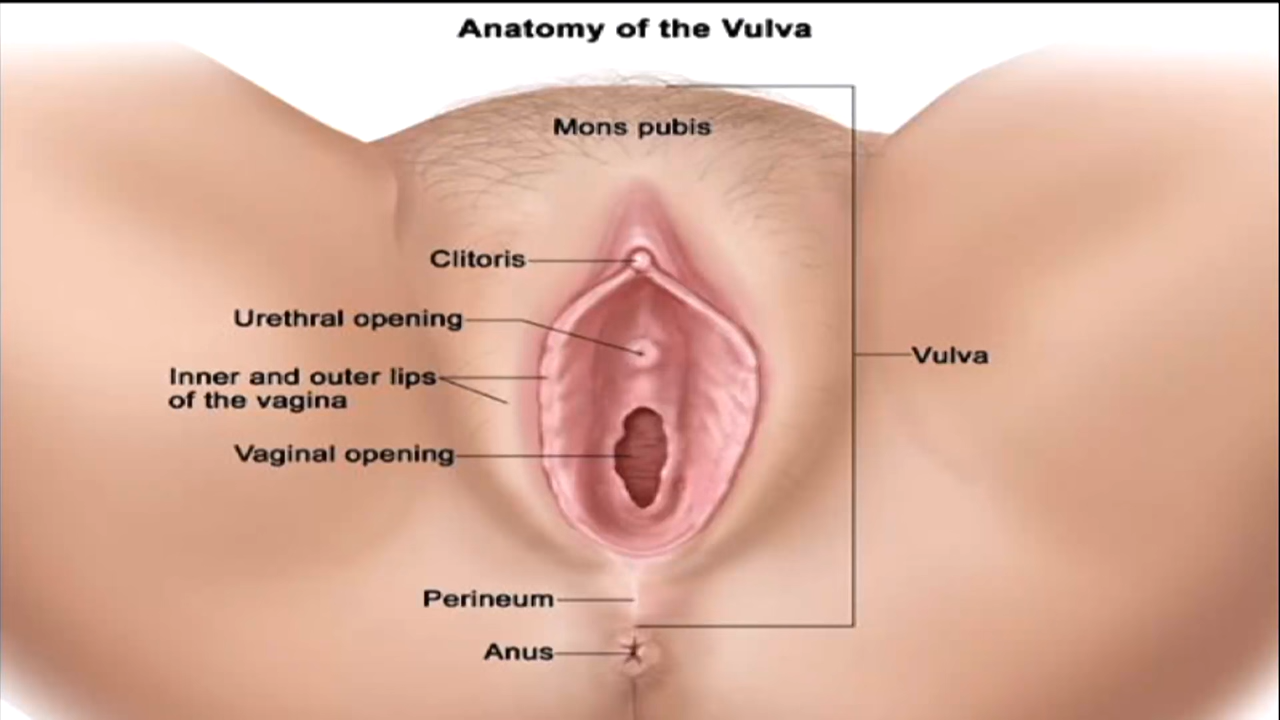 Anatomy of the Vulva
Mons pubis
Clitoris
Urethral opening
Inner and outer lips
of the vagina
Vulva
Vaginal opening
Perineum
Anus